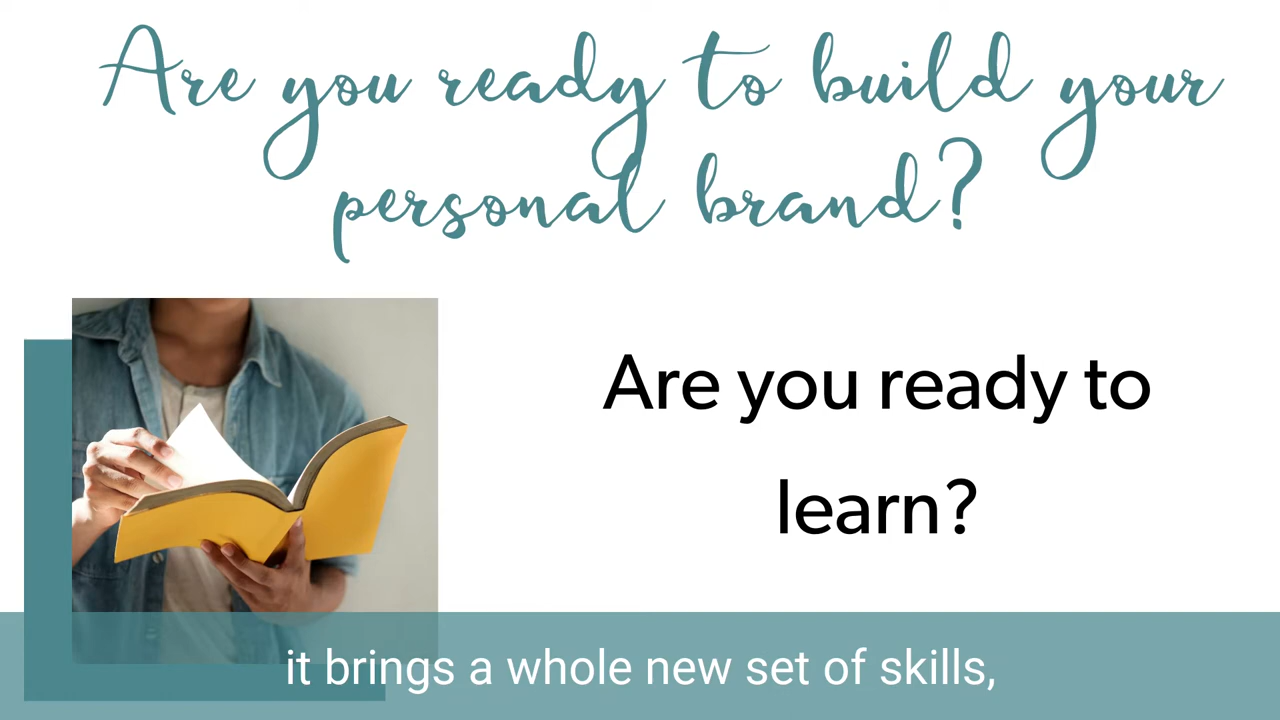 Are you ready to build your
personal brand?
Are you ready to
learn?
it brings a whole new set of skills,